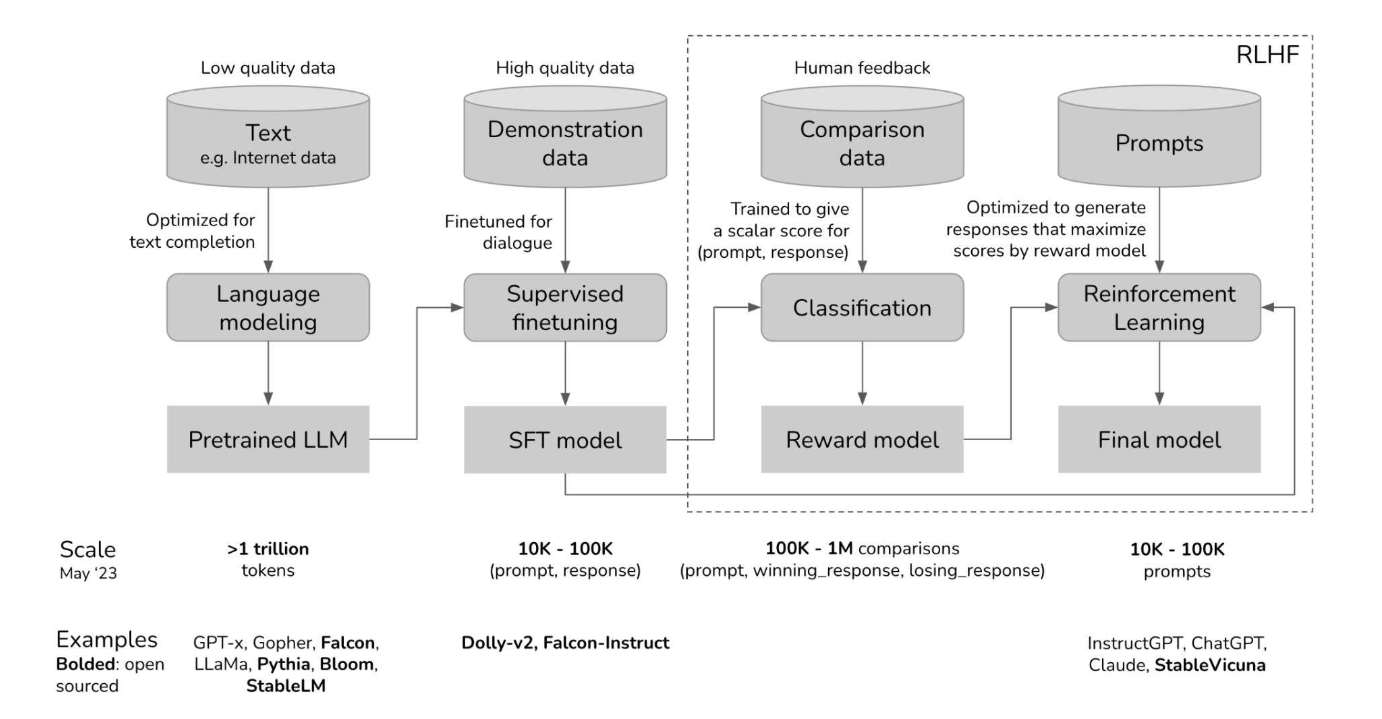 RLHF
Low quality data
High quality data
Human feedback
Text
e.g. Internet data
Demonstration
data
Comparison
data
Prompts
Optimized for
text completion
Finetuned for
dialogue
Trained to give
a scalar score for
(prompt, response)
Optimized to generate
responses that maximize
scores by reward model
Language
modeling
Supervised
finetuning
Classification
Reinforcement
Learning
Pretrained LLM
SFT model
Reward model
Final model
Scale
May ‘23
>1 trillion
tokens
10K - 100K
(prompt, response)
100K - 1M comparisons
(prompt, winning_response, losing_response)
10K - 100K
prompts
Examples
Bolded: open
sourced
GPT-x, Gopher, Falcon,
LLaMa, Pythia, Bloom,
StableLM
Dolly-v2, Falcon-Instruct
InstructGPT, ChatGPT,
Claude, StableVicuna